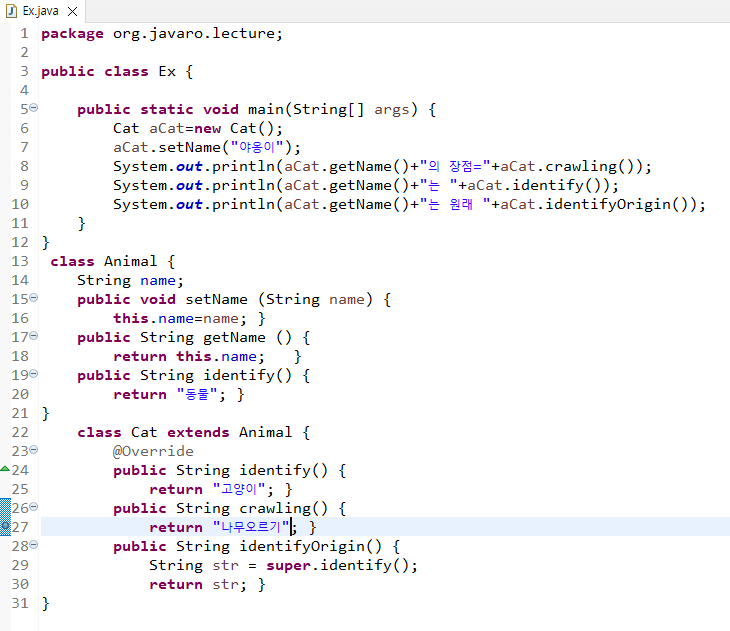 Ex.java
1 package org.javaro.lecture;
2
3 public class Ex {
4
5 public static void main(String[] args) {
6 Cat aCat=new Cat();
7 aCat.setName("야옹이");
8 System.out.println(aCat.getName()+"의 장점="+aCat.crawling());
9 System.out.println(aCat.getName()+"는 "+aCat.identify());
10 System.out.println(aCat.getName()+"는 원래 "+aCat.identifyOrigin());
11 }
12 }
13 class Animal {
14 String name;
15 public void setName (String name) {
16 this.name=name; }
17 public String getName () {
18 return this.name; }
19 public String identify() {
20 return "동물"; }
21 }
22 class Cat extends Animal {
23 @Override
24 public String identify() {
25 return "고양이"; }
26 public String crawling() {
27 return "나무오르기"; }
28 public String identifyOrigin() {
29 String str = super.identify();
30 return str; }
31 }